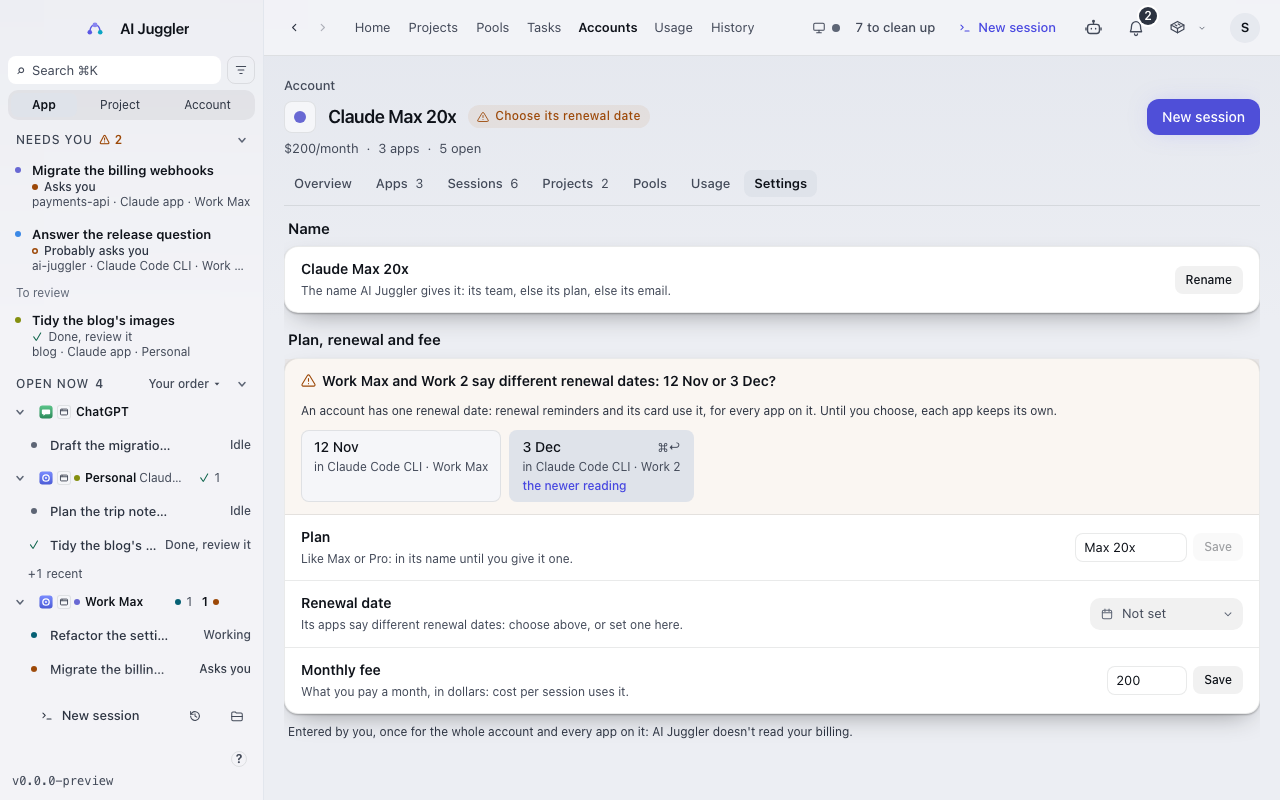 AI Juggler
Search ⌘K
App Project Account
NEEDS YOU 2
Migrate the billing webhooks
Asks you
payments-api · Claude app · Work Max
Answer the release question
Probably asks you
ai-juggler · Claude Code CLI · Work ...
To review
Tidy the blog's images
Done, review it
blog · Claude app · Personal
OPEN NOW 4 Your order
ChatGPT
Draft the migratio... Idle
Personal Claud... 1
Plan the trip note... Idle
Tidy the blog's ... Done, review it
+1 recent
Work Max 1 1
Refactor the setti... Working
Migrate the billin... Asks you
New session
?
v0.0.0-preview
Home Projects Pools Tasks Accounts Usage History 7 to clean up New session 2 S
Account
Claude Max 20x Choose its renewal date New session
$200/month · 3 apps · 5 open
Overview Apps 3 Sessions 6 Projects 2 Pools Usage Settings
Name
Claude Max 20x
The name AI Juggler gives it: its team, else its plan, else its email.
Rename
Plan, renewal and fee
Work Max and Work 2 say different renewal dates: 12 Nov or 3 Dec?
An account has one renewal date: renewal reminders and its card use it, for every app on it. Until you choose, each app keeps its own.
12 Nov
in Claude Code CLI · Work Max
3 Dec ⌘↩
in Claude Code CLI · Work 2
the newer reading
Plan
Like Max or Pro: in its name until you give it one.
Max 20x Save
Renewal date
Its apps say different renewal dates: choose above, or set one here.
Not set
Monthly fee
What you pay a month, in dollars: cost per session uses it.
200 Save
Entered by you, once for the whole account and every app on it: AI Juggler doesn't read your billing.